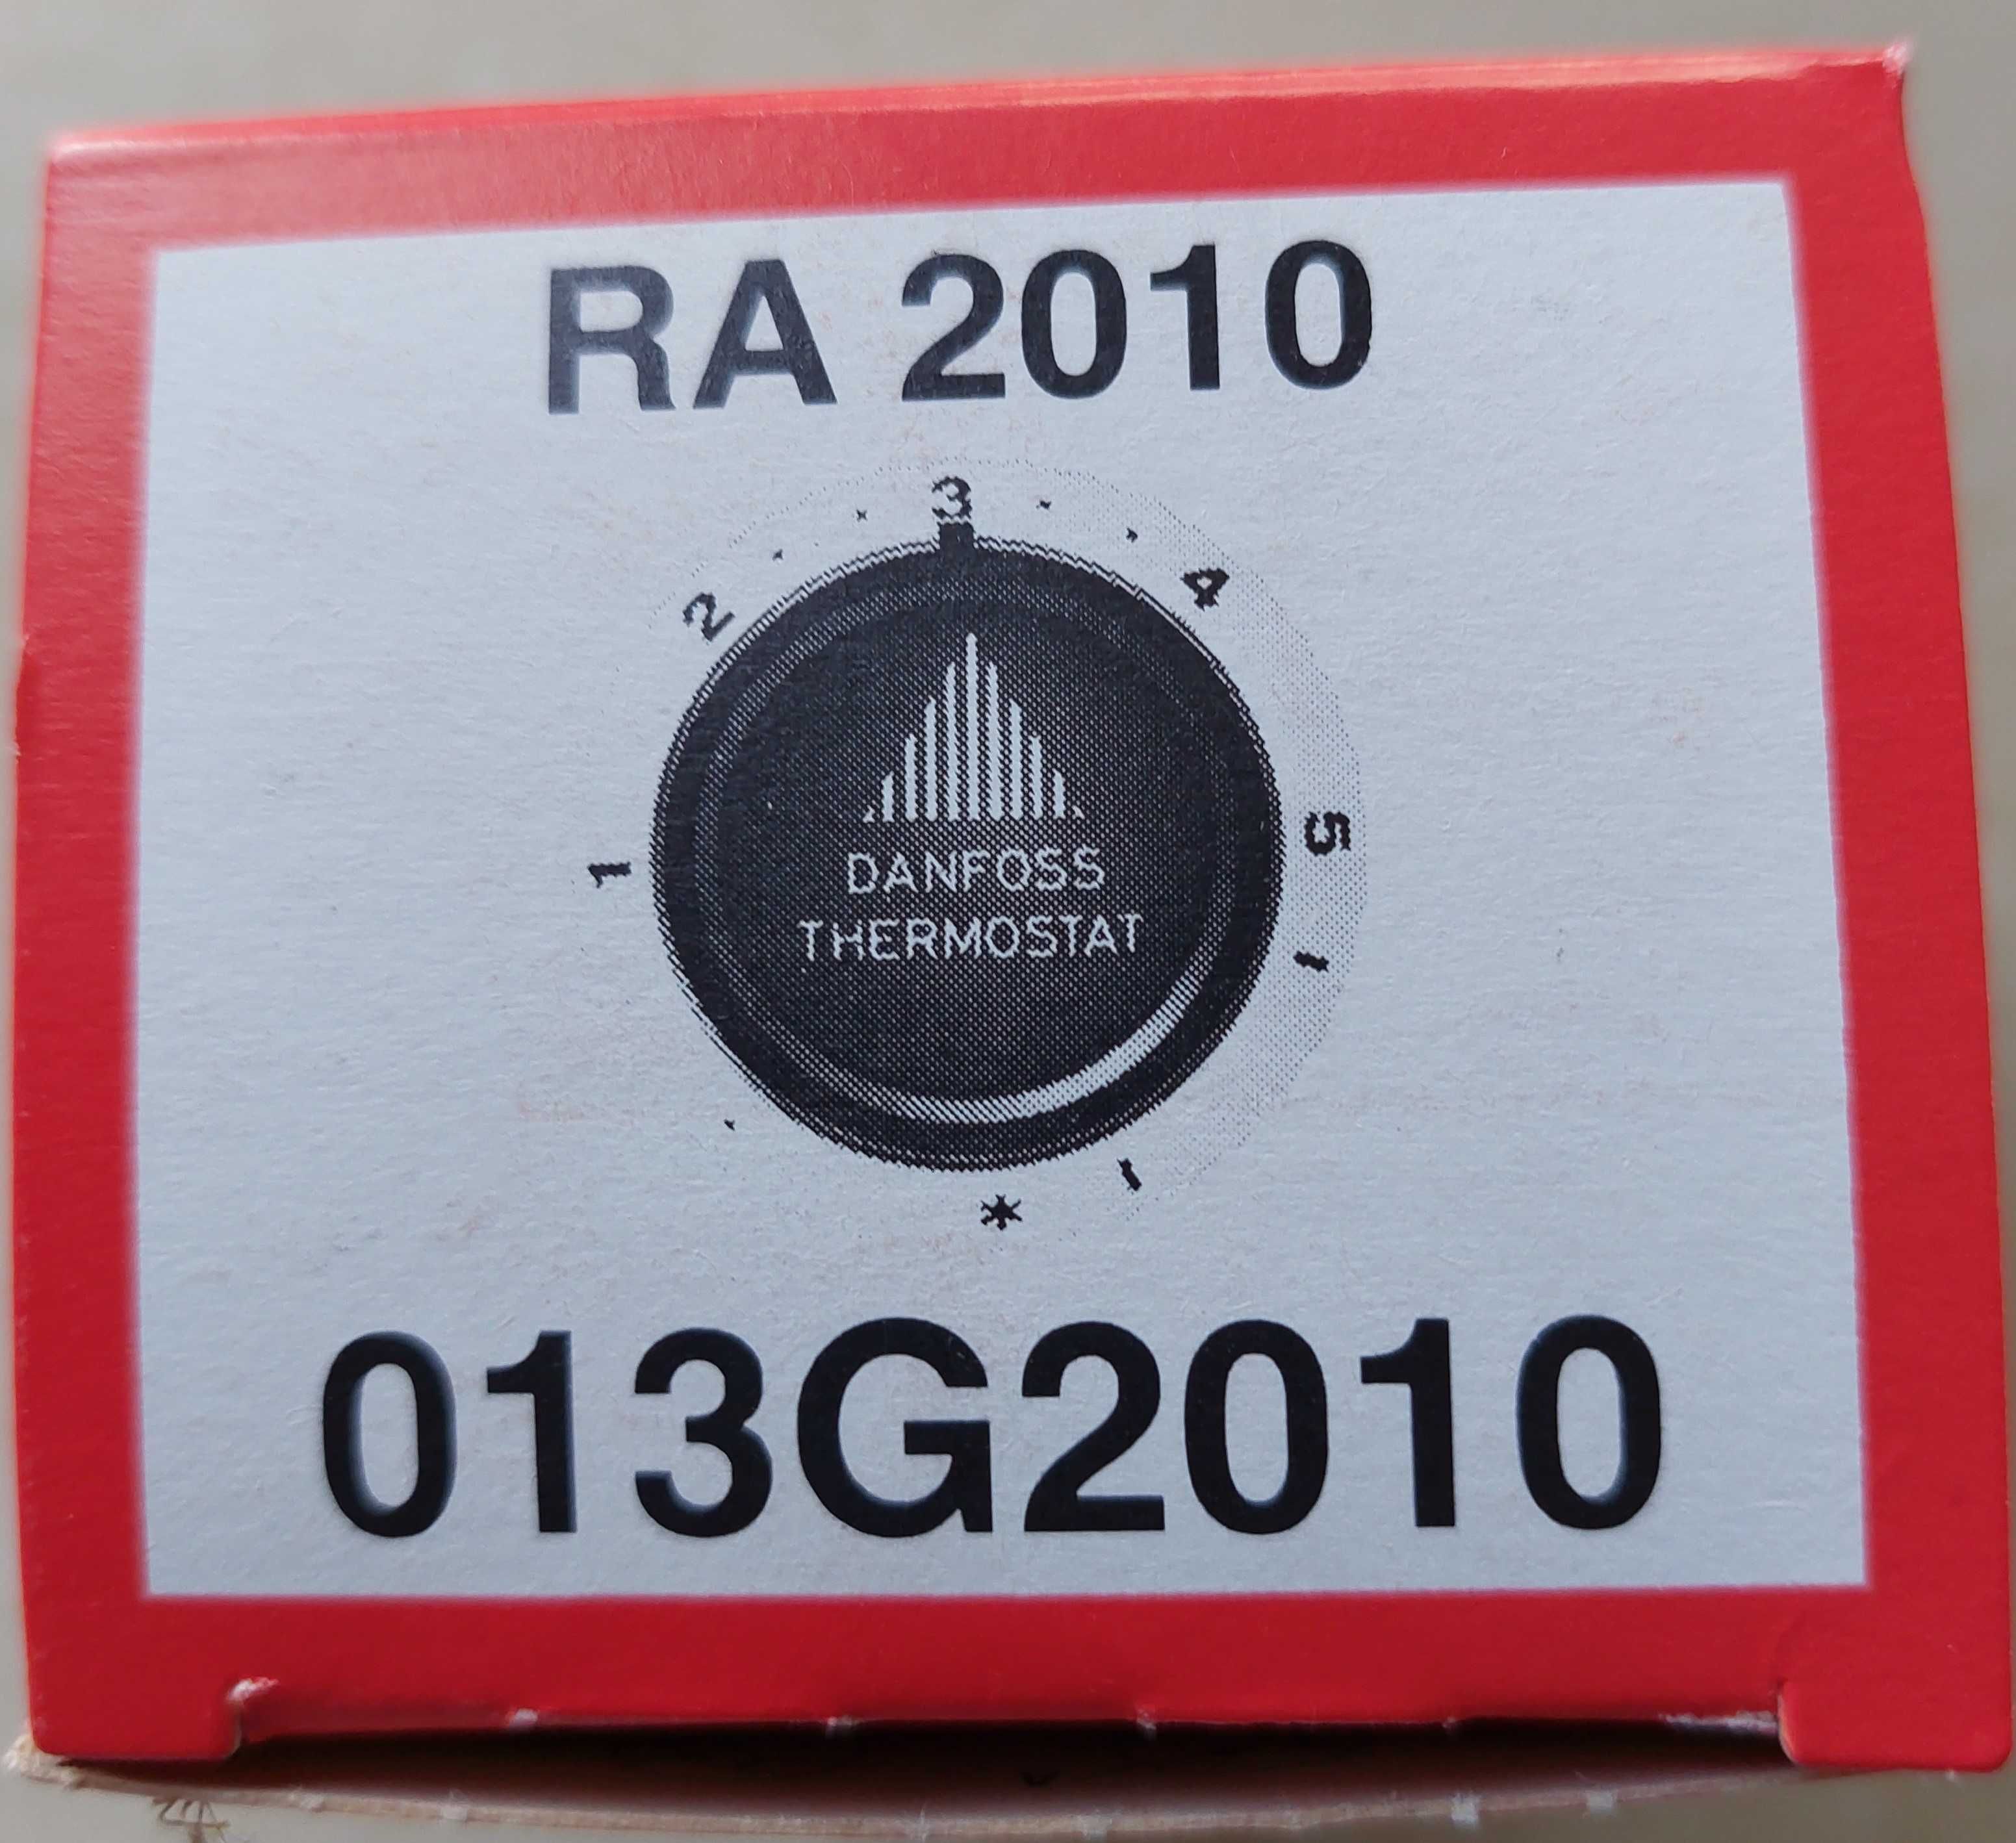 RA 2010
3
2 4
1 5
DANFOSS
THERMOSTAT
*
013G2010